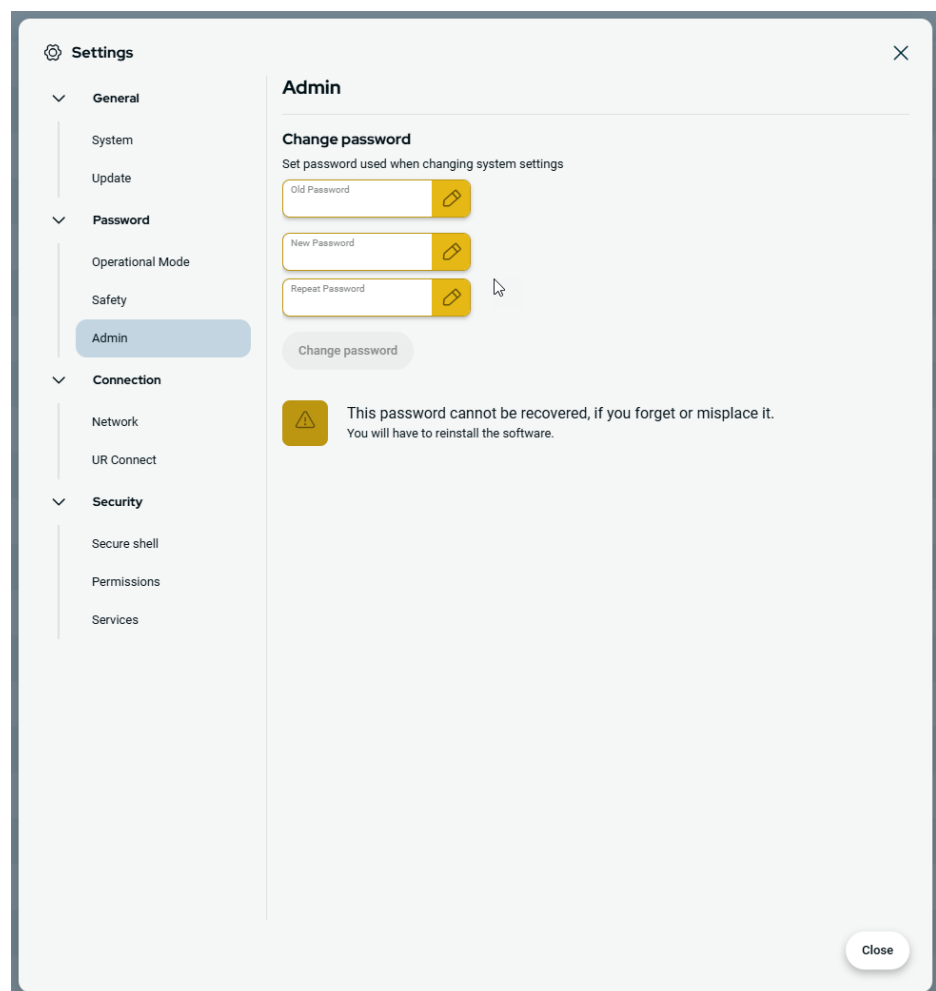 Settings
General
System
Update
Password
Operational Mode
Safety
Admin
Connection
Network
UR Connect
Security
Secure shell
Permissions
Services
Admin
Change password
Set password used when changing system settings
Old Password
New Password
Repeat Password
Change password
This password cannot be recovered, if you forget or misplace it.
You will have to reinstall the software.
Close